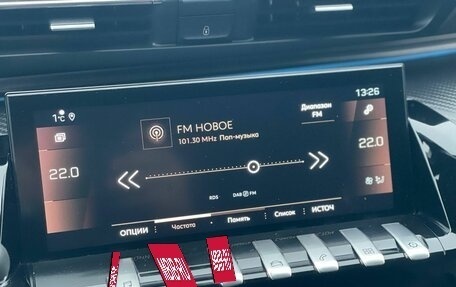 13:26
1°C
FM НОВОЕ
101.30 MHz Поп-музыка
Диапазон
FM
22.0
22.0
RDS DAB FM
ОПЦИИ Частота Память Список ИСТОЧ